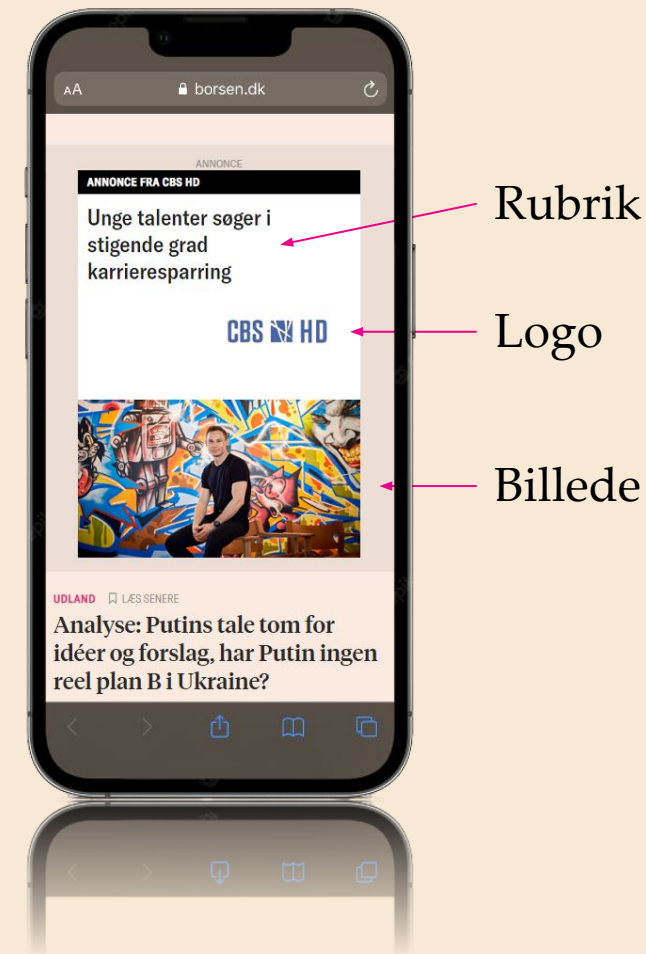 AA
borsen.dk
ANNONCE
ANNONCE FRA CBS HD
Unge talenter søger i
stigende grad
karrieresparring
CBS HD
UDLAND LÆS SENERE
Analyse: Putins tale tom for
idéer og forslag, har Putin ingen
reel plan B i Ukraine?
Rubrik
Logo
Billede